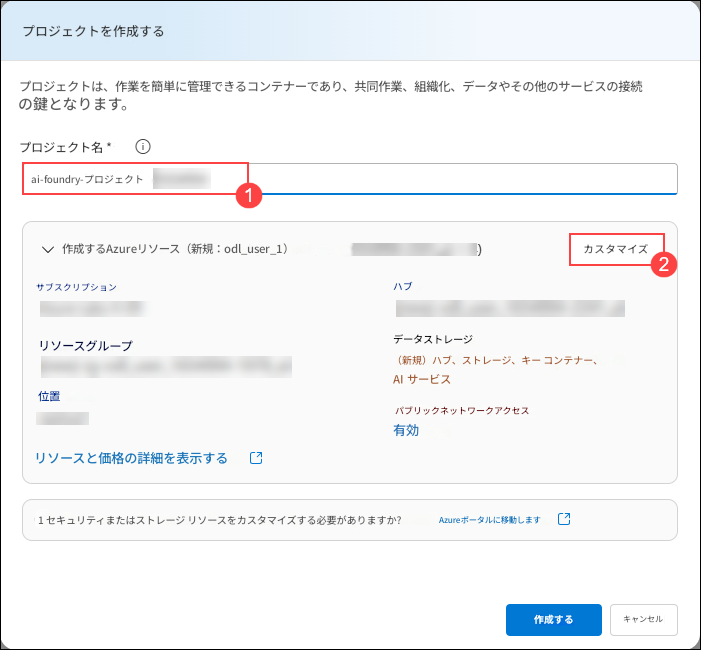 プロジェクトを作成する
プロジェクトは、作業を簡単に管理できるコンテナーであり、共同作業、組織化、データやその他のサービスの接続
の鍵となります。
プロジェクト名 *
ai-foundry-プロジェクト
1
作成するAzureリソース（新規：odl_user_1）
)
カスタマイズ
2
サブスクリプション
ハブ
リソースグループ
データストレージ
（新規）ハブ、ストレージ、キー コンテナー、
AI サービス
位置
パブリックネットワークアクセス
有効
リソースと価格の詳細を表示する
1 セキュリティまたはストレージ リソースをカスタマイズする必要がありますか?
Azureポータルに移動します
作成する
キャンセル